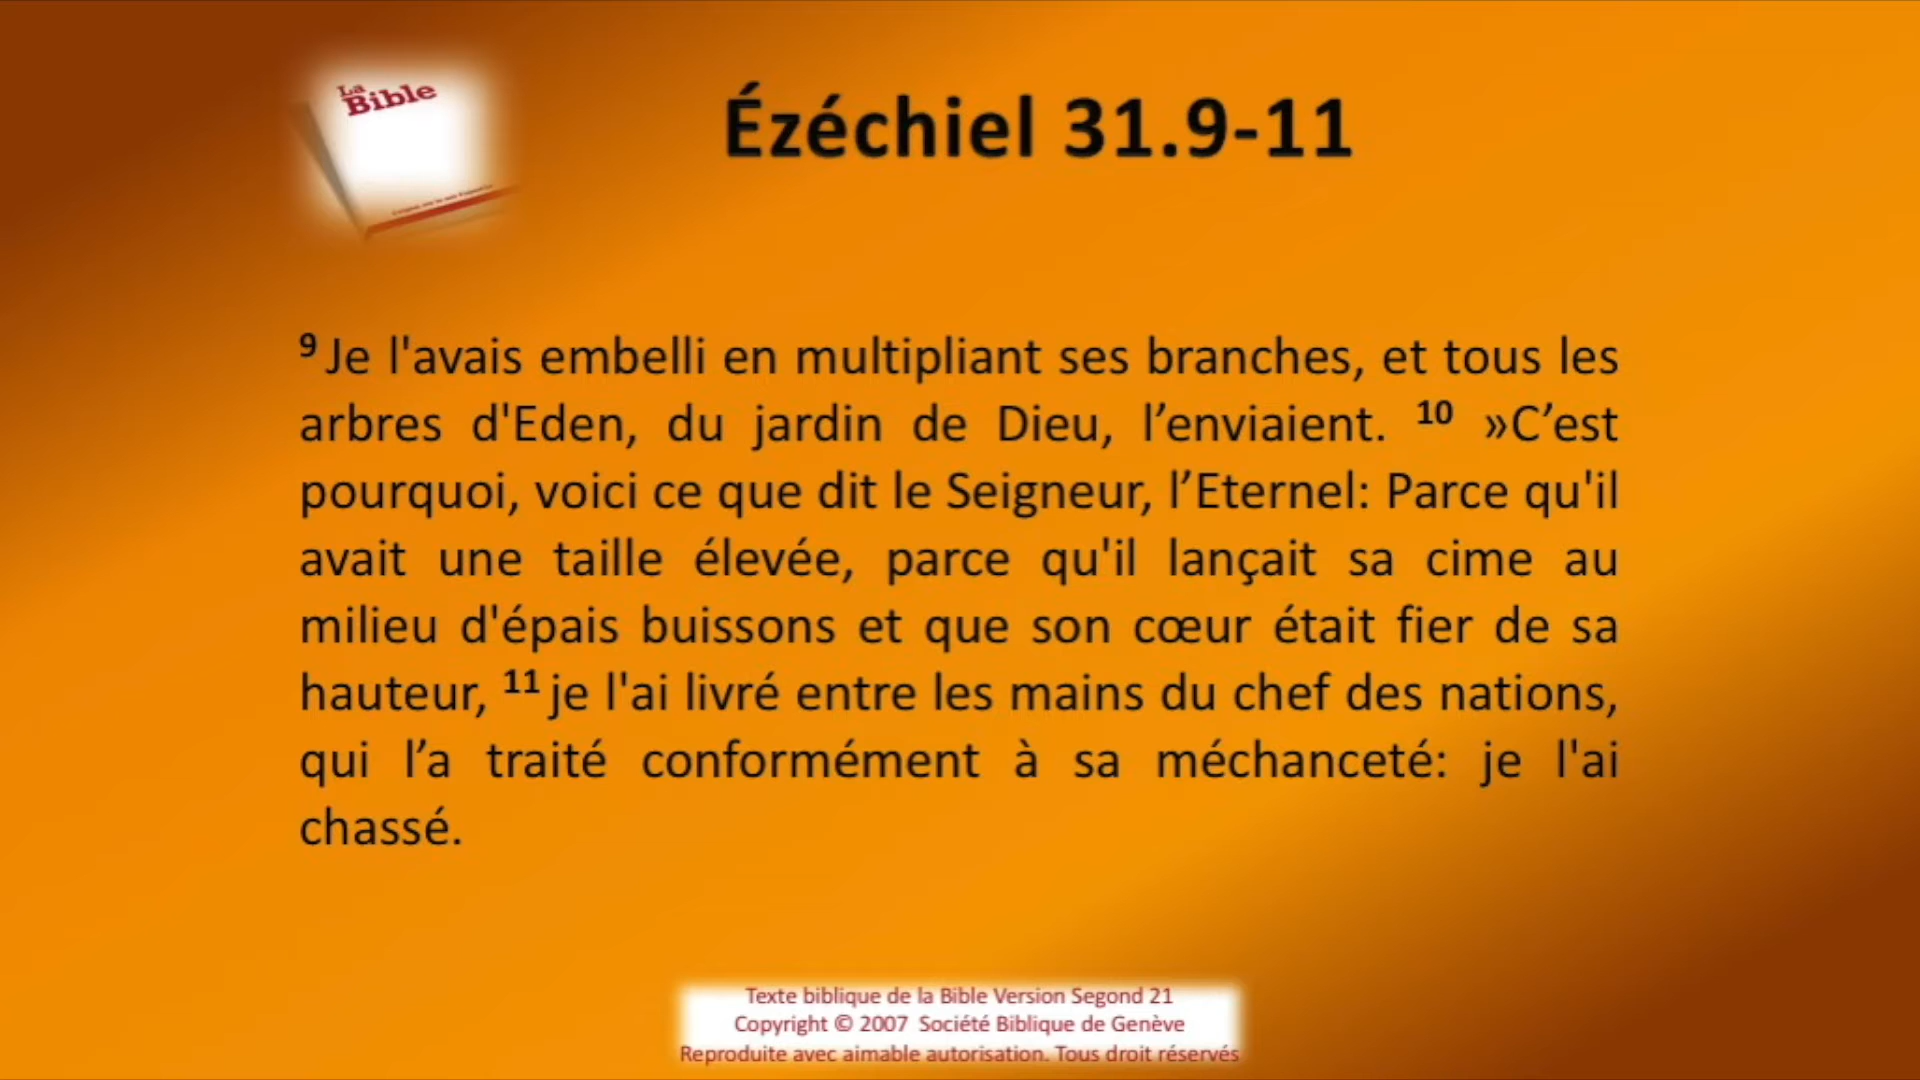 La
Bible
Ézéchiel 31.9-11
9 Je l'avais embelli en multipliant ses branches, et tous les
arbres d'Eden, du jardin de Dieu, l’enviaient. 10 »C’est
pourquoi, voici ce que dit le Seigneur, l’Eternel: Parce qu'il
avait une taille élevée, parce qu'il lançait sa cime au
milieu d'épais buissons et que son cœur était fier de sa
hauteur, 11 je l'ai livré entre les mains du chef des nations,
qui l’a traité conformément à sa méchanceté: je l'ai
chassé.
Texte biblique de la Bible Version Segond 21
Copyright © 2007 Société Biblique de Genève
Reproduite avec aimable autorisation. Tous droit réservés